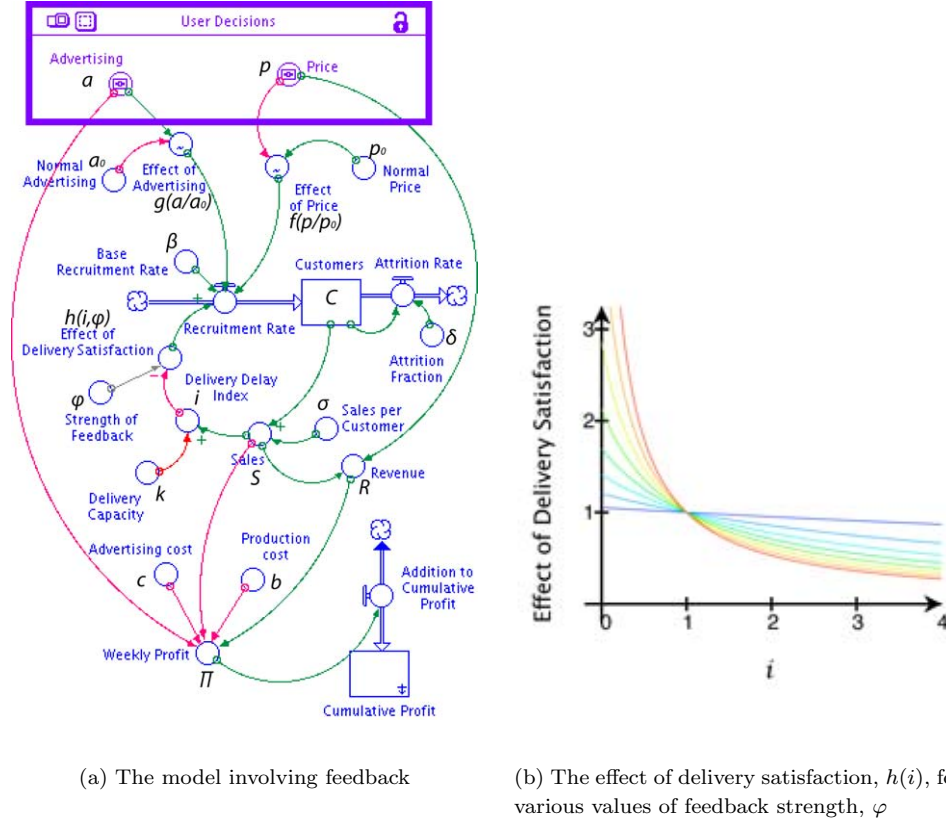 User Decisions
Advertising
a
p
Price
Normal
Advertising
a₀
Effect of
Advertising
g(a/a₀)
Effect
of Price
f(p/p₀)
p₀
Normal
Price
β
Base
Recruitment Rate
Customers
Attrition Rate
C
+
Recruitment Rate
h(i,φ)
Effect of
Delivery Satisfaction
δ
Attrition
Fraction
−
φ
Strength of
Feedback
Delivery Delay
Index
i
+
σ
Sales per
Customer
+
Sales
S
k
Delivery
Capacity
R
Revenue
Advertising cost
c
Production
cost
b
Addition to
Cumulative
Profit
Weekly Profit
Π
Cumulative Profit
Effect of Delivery Satisfaction
3
2
1
0
1
2
3
4
i
(a) The model involving feedback
(b) The effect of delivery satisfaction, h(i), fo
various values of feedback strength, φ